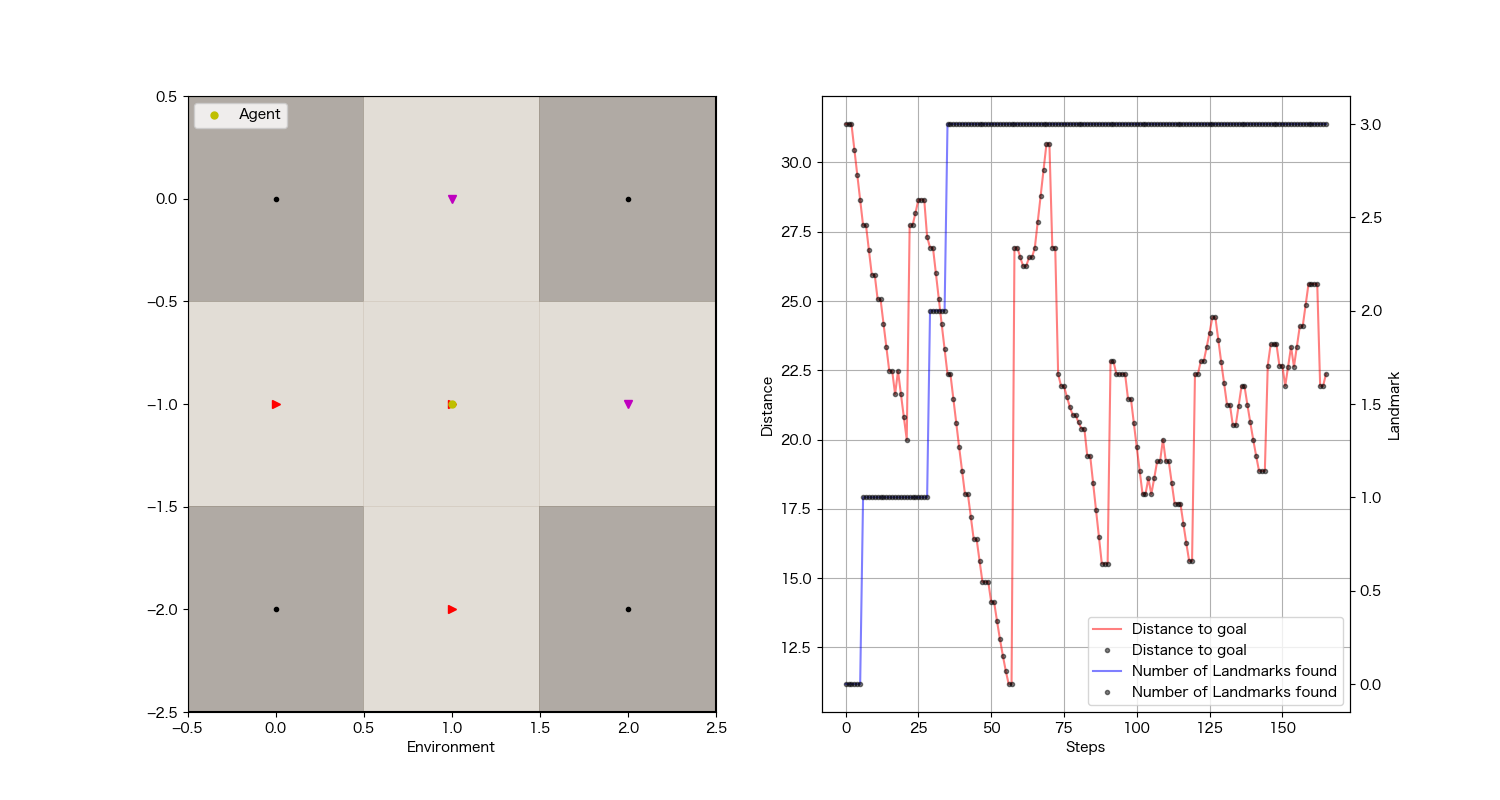 0.5
Agent
0.0
−0.5
−1.0
−1.5
−2.0
−2.5
−0.5 0.0 0.5 1.0 1.5 2.0 2.5
Environment
Distance
30.0
27.5
25.0
22.5
20.0
17.5
15.0
12.5
3.0
2.5
2.0
1.5
1.0
0.5
0.0
Landmark
Distance to goal
Distance to goal
Number of Landmarks found
Number of Landmarks found
0 25 50 75 100 125 150
Steps